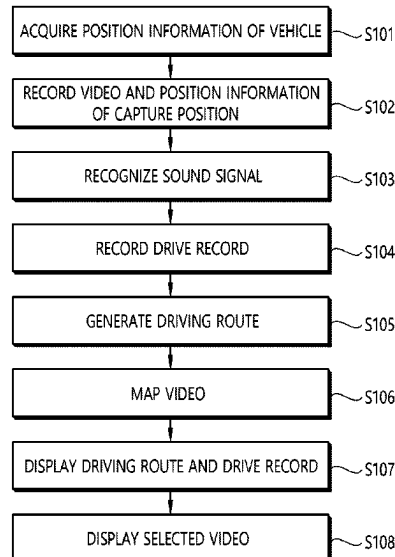 ACQUIRE POSITION INFORMATION OF VEHICLE S101
RECORD VIDEO AND POSITION INFORMATION
OF CAPTURE POSITION S102
RECOGNIZE SOUND SIGNAL S103
RECORD DRIVE RECORD S104
GENERATE DRIVING ROUTE S105
MAP VIDEO S106
DISPLAY DRIVING ROUTE AND DRIVE RECORD S107
DISPLAY SELECTED VIDEO S108